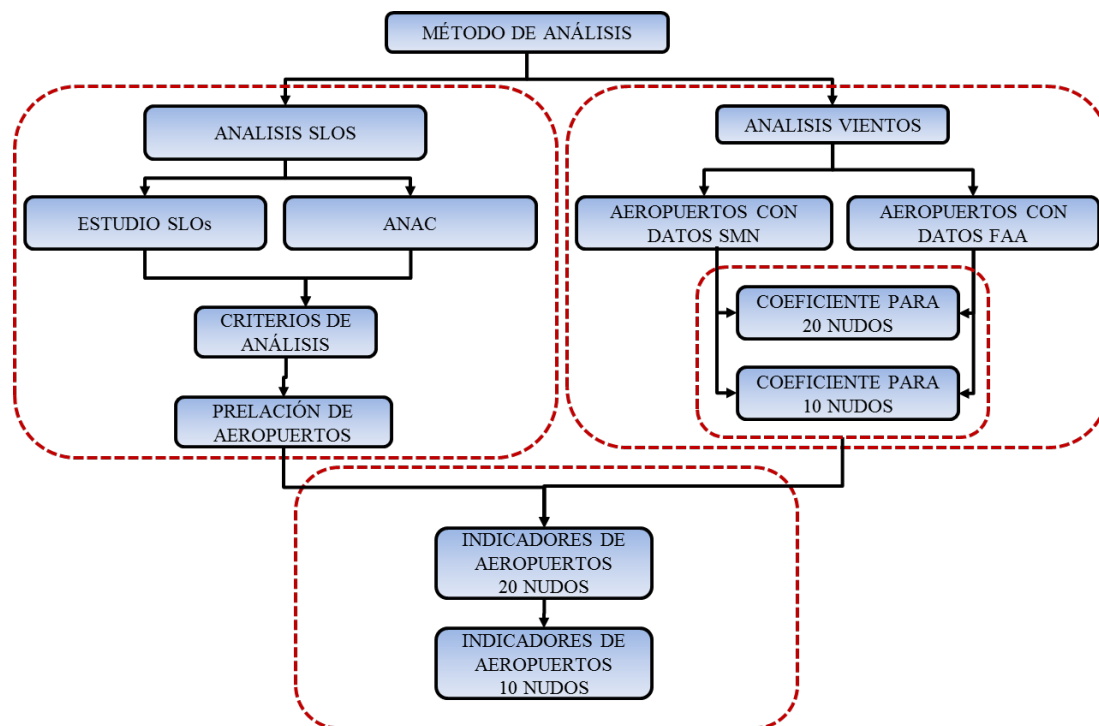 MÉTODO DE ANÁLISIS
ANALISIS SLOS
ANALISIS VIENTOS
ESTUDIO SLOs
ANAC
AEROPUERTOS CON
DATOS SMN
AEROPUERTOS CON
DATOS FAA
CRITERIOS DE
ANÁLISIS
PRELACIÓN DE
AEROPUERTOS
COEFICIENTE PARA
20 NUDOS
COEFICIENTE PARA
10 NUDOS
INDICADORES DE
AEROPUERTOS
20 NUDOS
INDICADORES DE
AEROPUERTOS
10 NUDOS